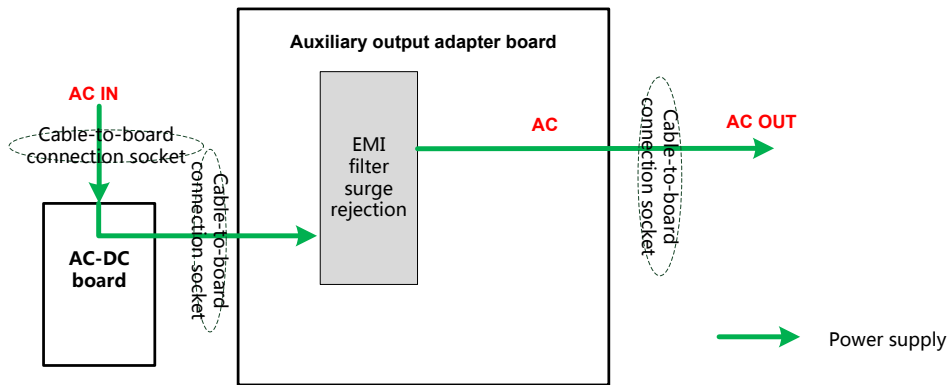 Auxiliary output adapter board
AC IN
Cable-to-board
connection socket
Cable-to-board
connection socket
AC-DC
board
EMI
filter
surge
rejection
AC
Cable-to-board
connection socket
AC OUT
Power supply